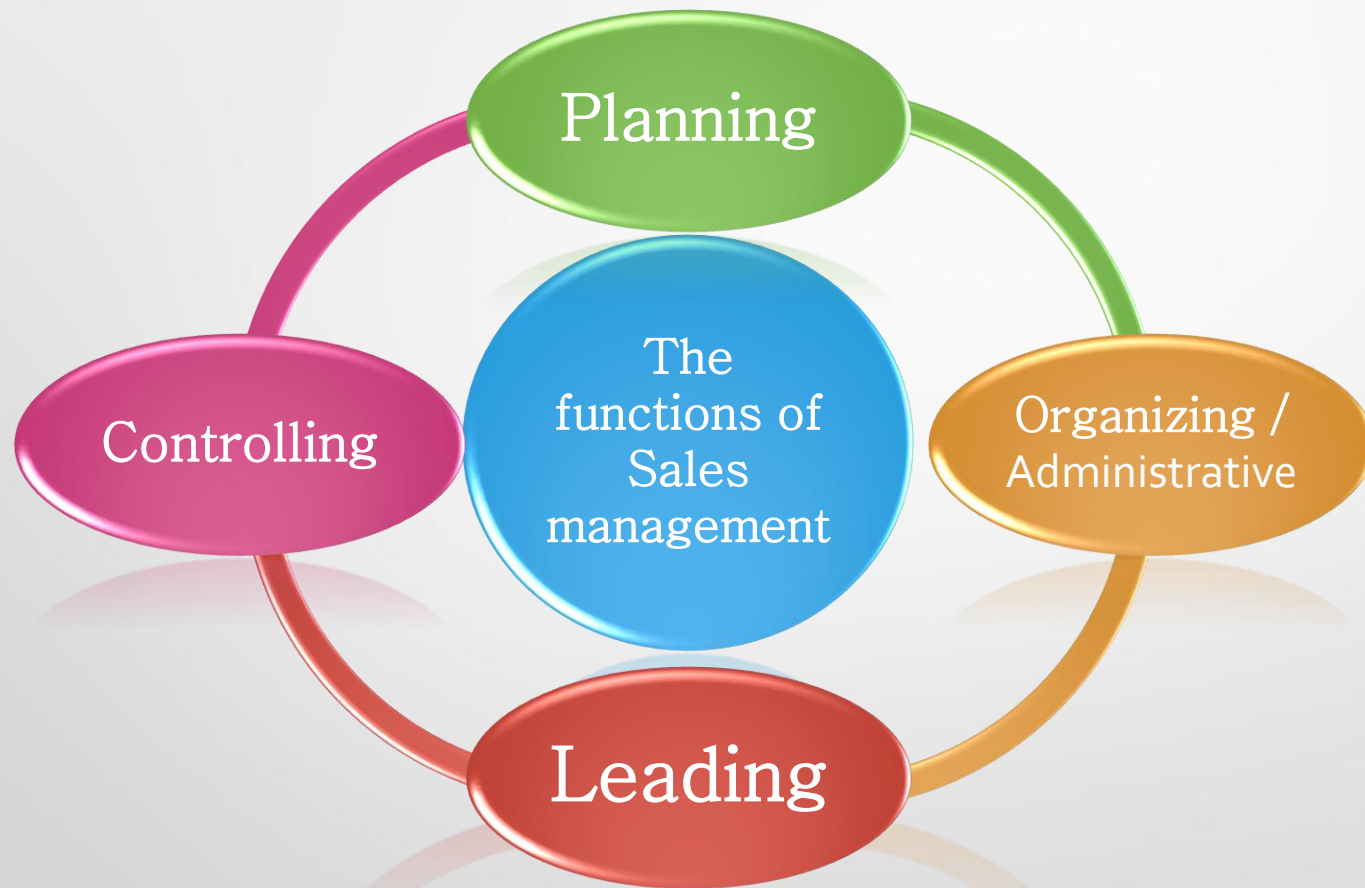 Planning
The
functions of
Sales
management
Controlling
Organizing /
Administrative
Leading